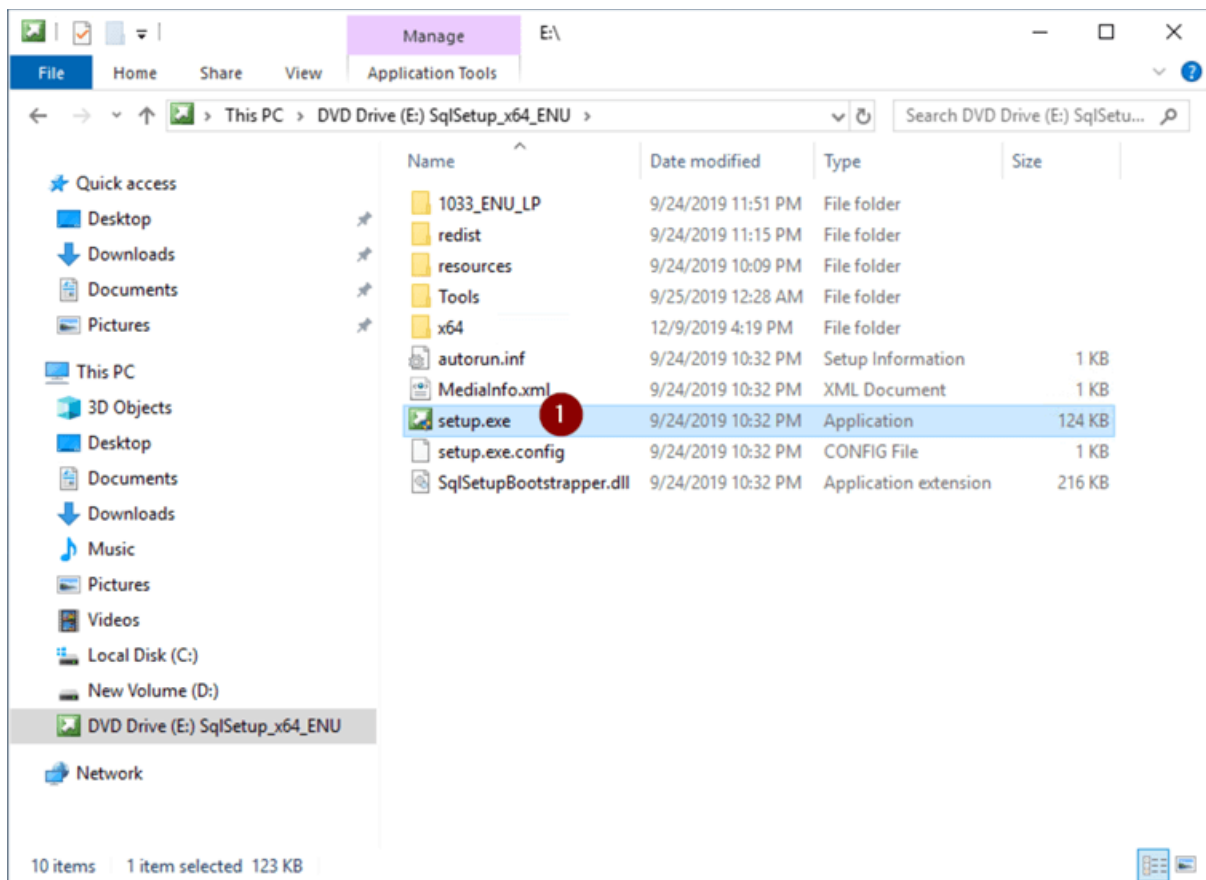 Manage E:\
File Home Share View Application Tools
This PC > DVD Drive (E:) SqlSetup_x64_ENU > Search DVD Drive (E:) SqlSetu...
Name Date modified Type Size
Quick access
Desktop
Downloads
Documents
Pictures
This PC
3D Objects
Desktop
Documents
Downloads
Music
Pictures
Videos
Local Disk (C:)
New Volume (D:)
DVD Drive (E:) SqlSetup_x64_ENU
Network
1033_ENU_LP 9/24/2019 11:51 PM File folder
redist 9/24/2019 11:15 PM File folder
resources 9/24/2019 10:09 PM File folder
Tools 9/25/2019 12:28 AM File folder
x64 12/9/2019 4:19 PM File folder
autorun.inf 9/24/2019 10:32 PM Setup Information 1 KB
MediaInfo.xml 9/24/2019 10:32 PM XML Document 1 KB
setup.exe 1 9/24/2019 10:32 PM Application 124 KB
setup.exe.config 9/24/2019 10:32 PM CONFIG File 1 KB
SqlSetupBootstrapper.dll 9/24/2019 10:32 PM Application extension 216 KB
10 items 1 item selected 123 KB